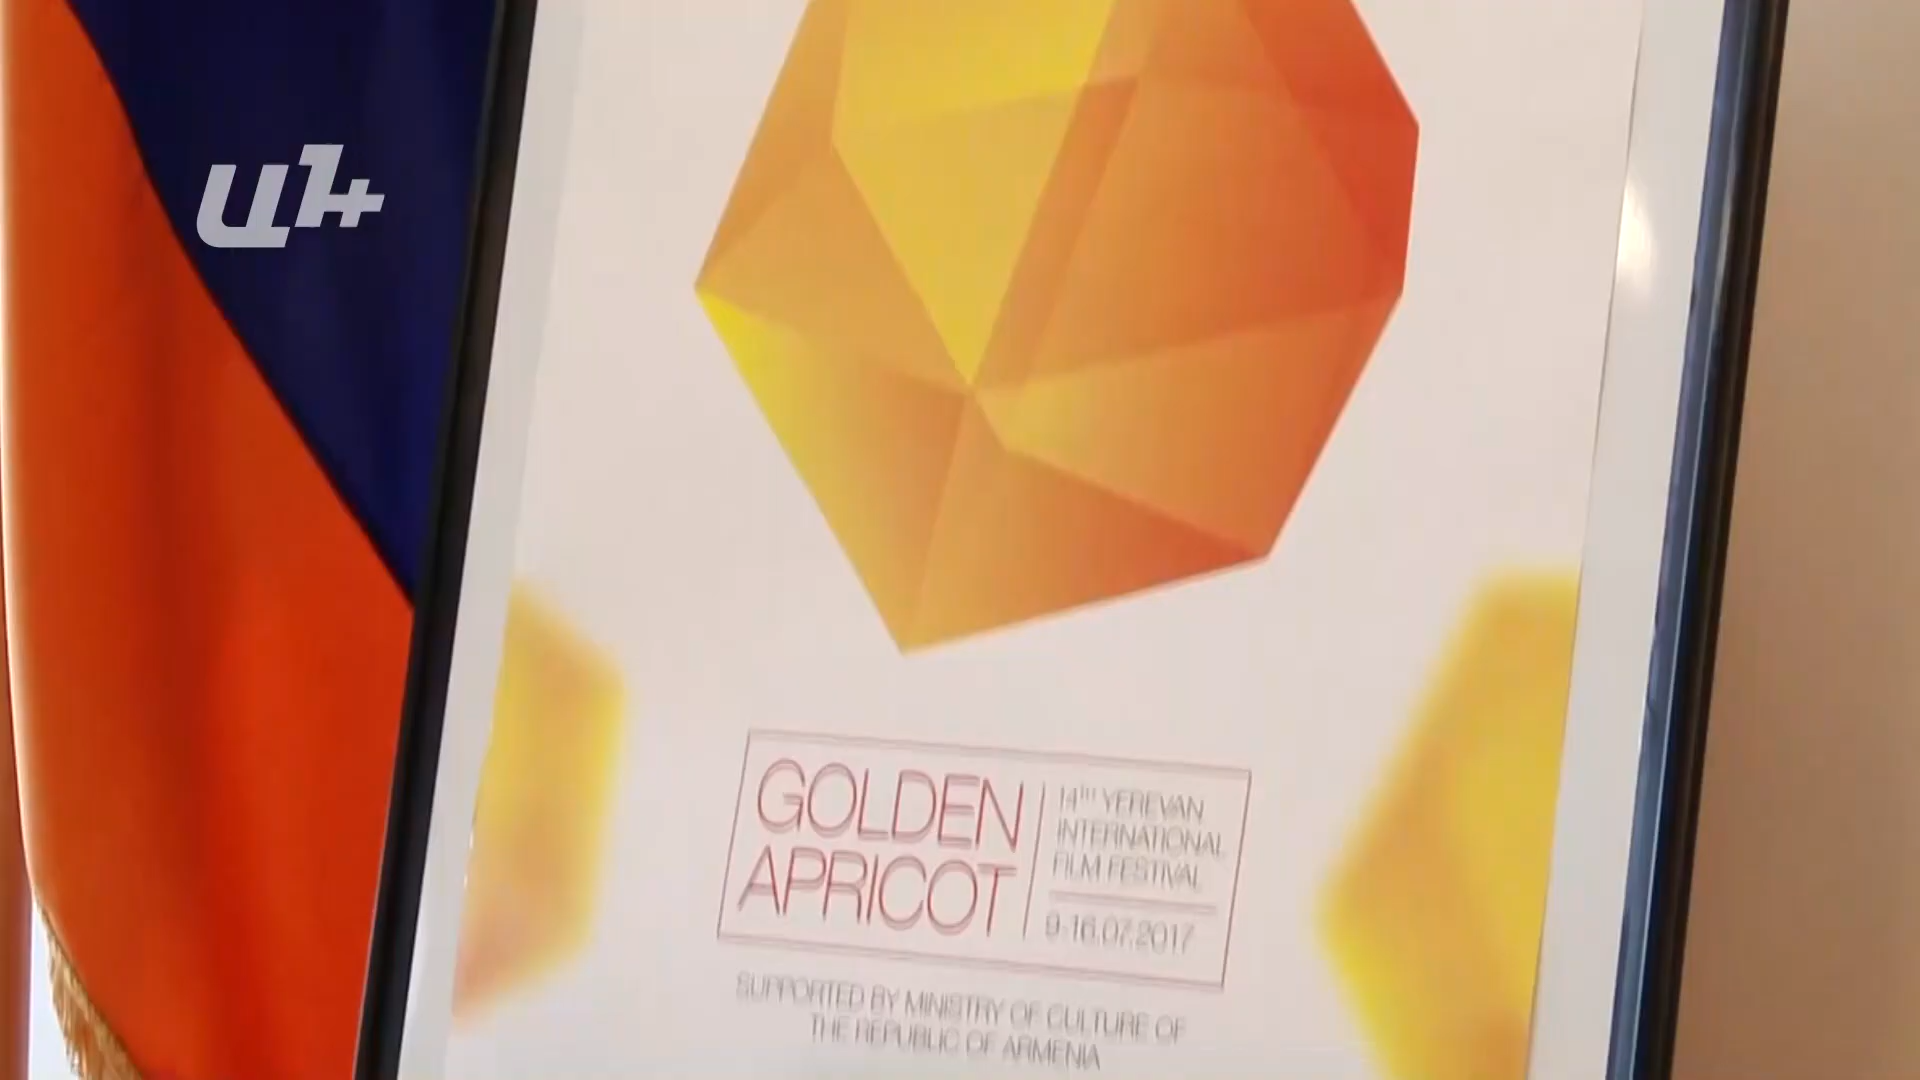 Ա1+
GOLDEN
APRICOT
14TH YEREVAN
INTERNATIONAL
FILM FESTIVAL
9-16.07.2017
SUPPORTED BY MINISTRY OF CULTURE OF
THE REPUBLIC OF ARMENIA